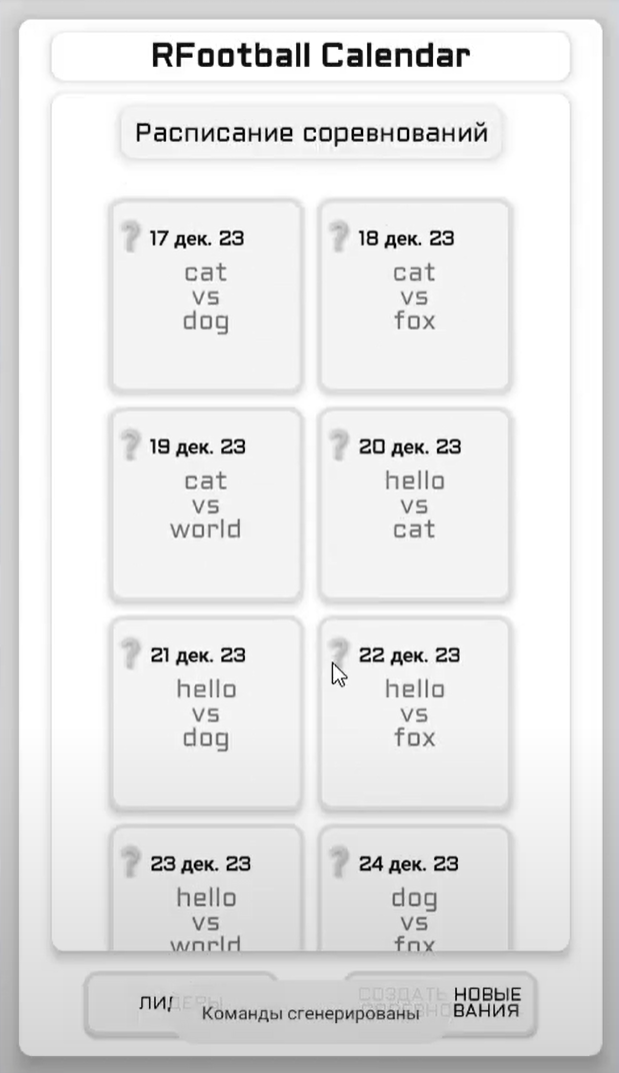 RFootball Calendar
Расписание соревнований
17 дек. 23
cat
vs
dog
18 дек. 23
cat
vs
fox
19 дек. 23
cat
vs
world
20 дек. 23
hello
vs
cat
21 дек. 23
hello
vs
dog
22 дек. 23
hello
vs
fox
23 дек. 23
hello
vs
world
24 дек. 23
dog
vs
fox
ЛИДЕРЫ
СОЗДАТЬ НОВЫЕ
СОРЕВНОВАНИЯ
Команды сгенерированы